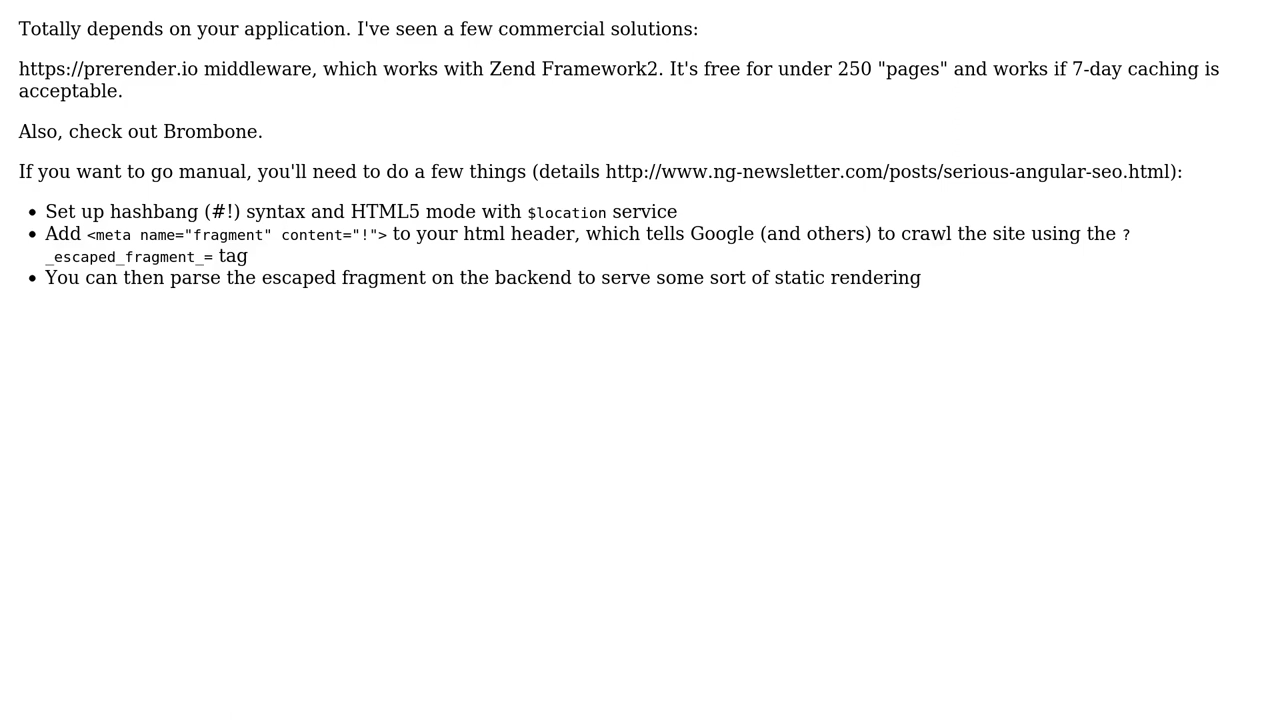 Totally depends on your application. I've seen a few commercial solutions:
https://prerender.io middleware, which works with Zend Framework2. It's free for under 250 "pages" and works if 7-day caching is
acceptable.
Also, check out Brombone.
If you want to go manual, you'll need to do a few things (details http://www.ng-newsletter.com/posts/serious-angular-seo.html):
• Set up hashbang (#!) syntax and HTML5 mode with $location service
• Add <meta name="fragment" content="!"> to your html header, which tells Google (and others) to crawl the site using the ?
_escaped_fragment_= tag
• You can then parse the escaped fragment on the backend to serve some sort of static rendering